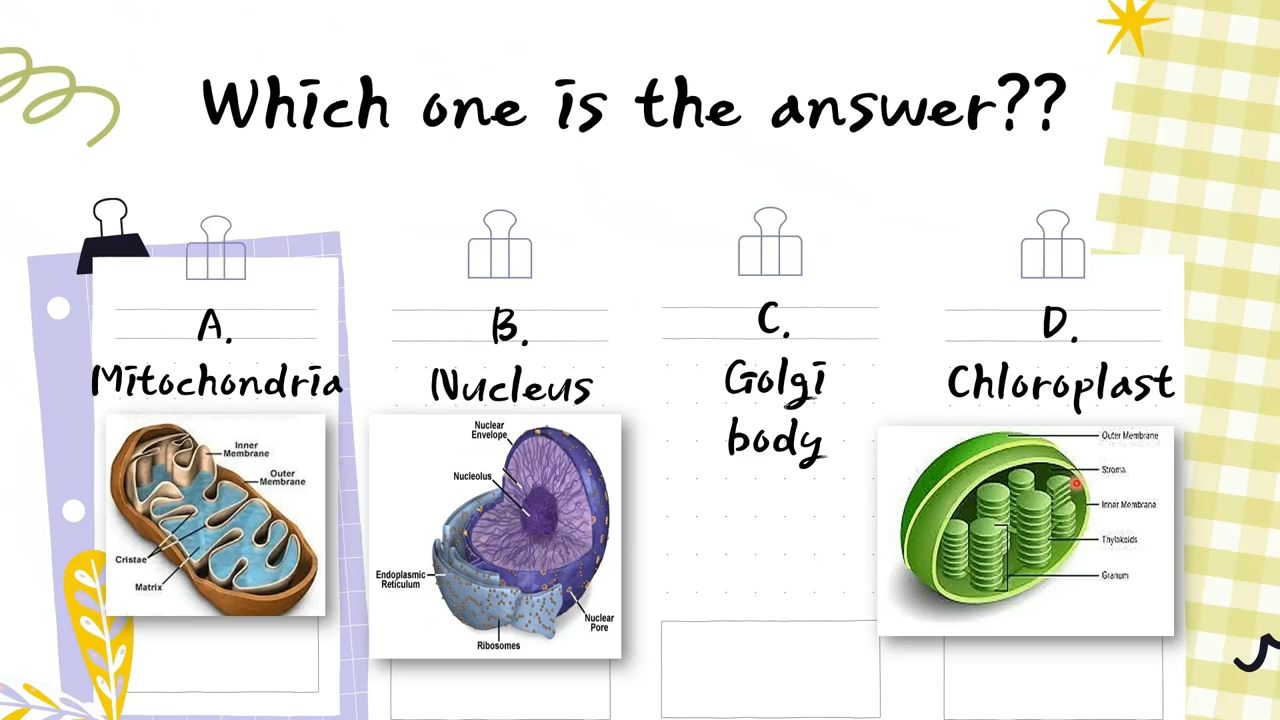 Which one is the answer??
A.
Mitochondria
Inner
Membrane
Outer
Membrane
Cristae
Matrix
B.
Nucleus
Nuclear
Envelope
Nucleolus
Endoplasmic
Reticulum
Nuclear
Pore
Ribosomes
C.
Golgi
body
D.
Chloroplast
Outer Membrane
Stroma
Inner Membrane
Thylakoids
Granum